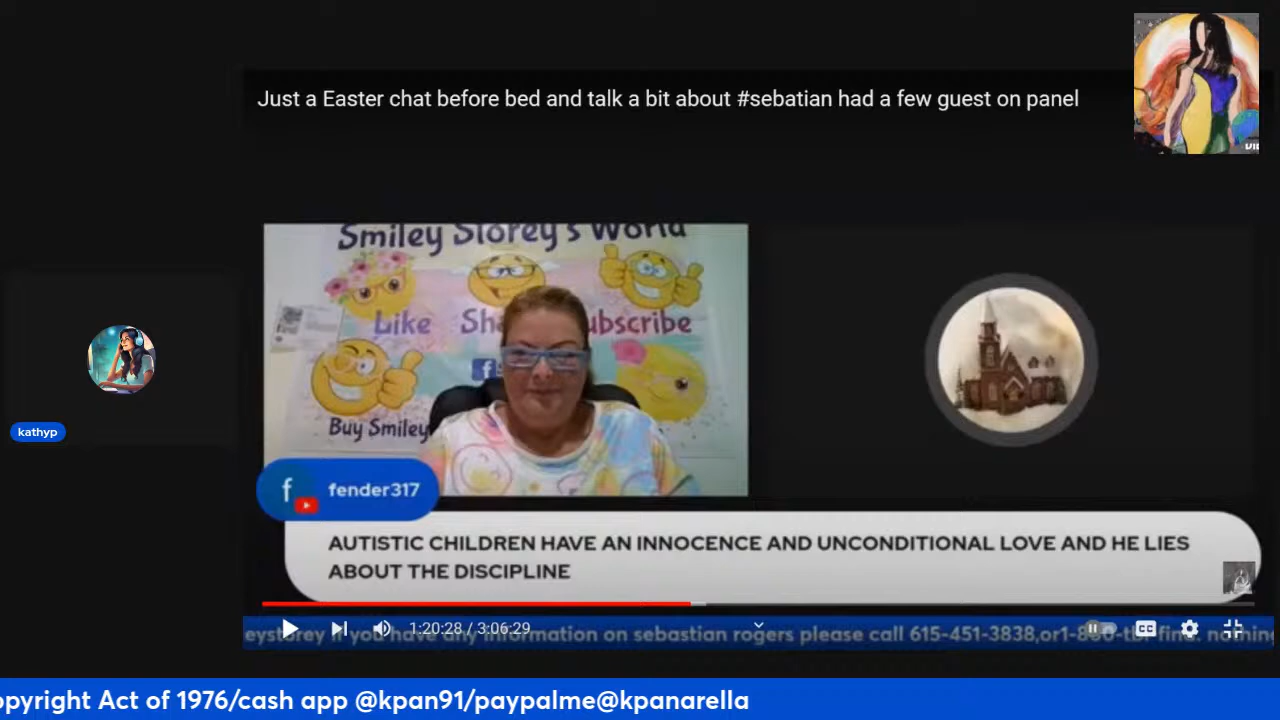 Just a Easter chat before bed and talk a bit about #sebatian had a few guest on panel
Smiley Storey's World
Like
Subscribe
Buy Smiley
kathyp
f
fender317
AUTISTIC CHILDREN HAVE AN INNOCENCE AND UNCONDITIONAL LOVE AND HE LIES
ABOUT THE DISCIPLINE
1:20:28 / 3:06:29
CC
if you have any information on sebastian rogers please call 615-451-3838,or
opyright Act of 1976/cash app @kpan91/paypalme@kpanarella